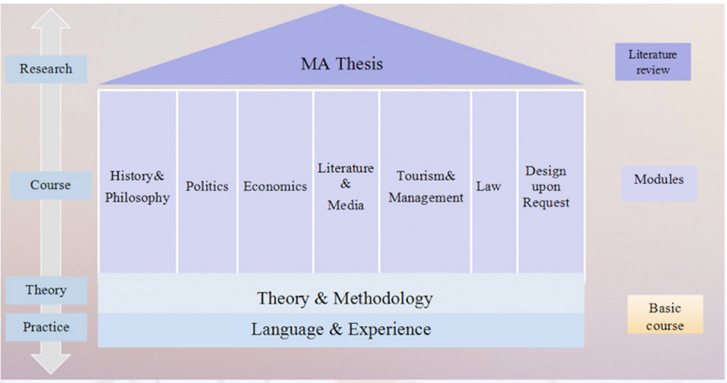 MA Thesis
Research
Literature
review
Course
History&
Philosophy
Politics
Economics
Literature
&
Media
Tourism&
Management
Law
Design
upon
Request
Modules
Theory
Theory & Methodology
Practice
Language & Experience
Basic
course